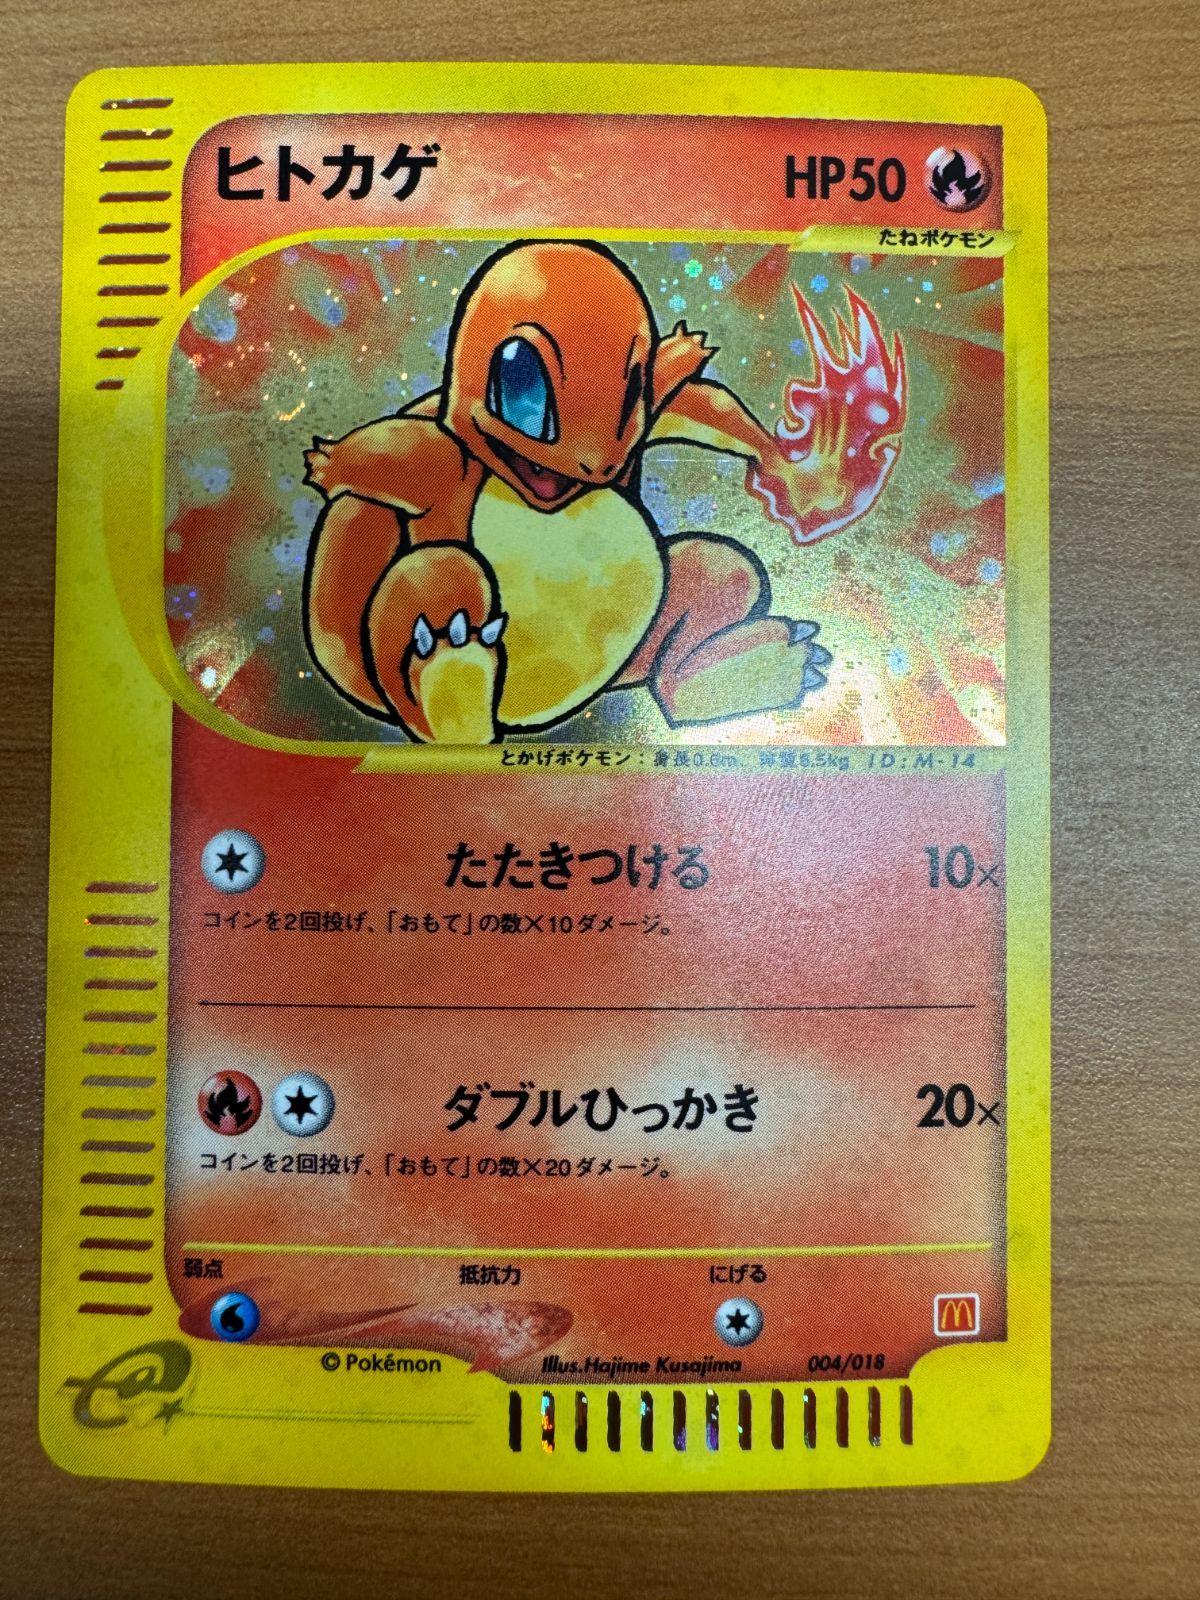 ヒトカゲ HP50
たねポケモン
とかげポケモン：身長0.6m、体重8.5kg ID:M-14
たたきつける 10×
コインを2回投げ、「おもて」の数×10ダメージ。
ダブルひっかき 20×
コインを2回投げ、「おもて」の数×20ダメージ。
弱点 抵抗力 にげる
© Pokémon Illus.Hajime Kusajima 004/018